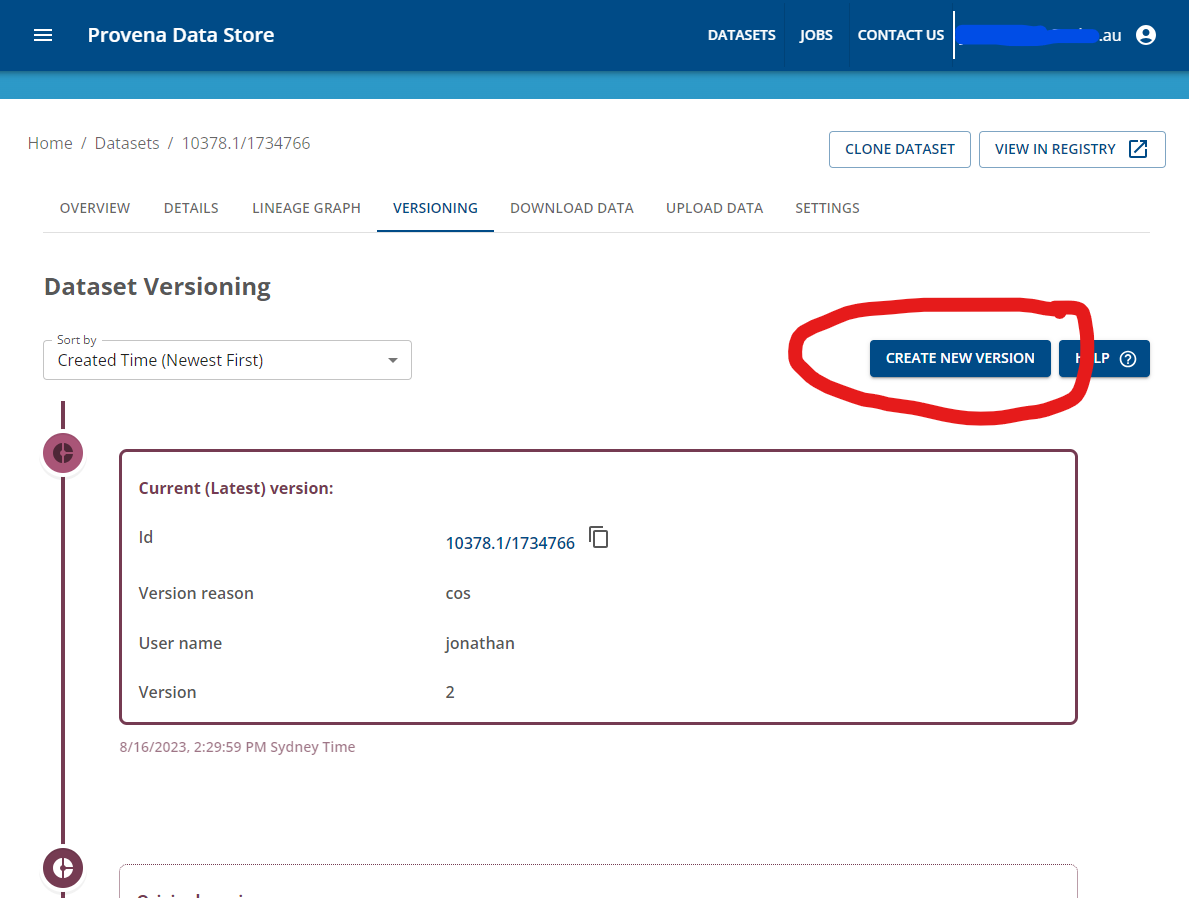 Provena Data Store DATASETS JOBS CONTACT US .au
Home / Datasets / 10378.1/1734766
CLONE DATASET VIEW IN REGISTRY
OVERVIEW DETAILS LINEAGE GRAPH VERSIONING DOWNLOAD DATA UPLOAD DATA SETTINGS
Dataset Versioning
Sort by
Created Time (Newest First)
CREATE NEW VERSION HELP
Current (Latest) version:
Id 10378.1/1734766
Version reason cos
User name jonathan
Version 2
8/16/2023, 2:29:59 PM Sydney Time